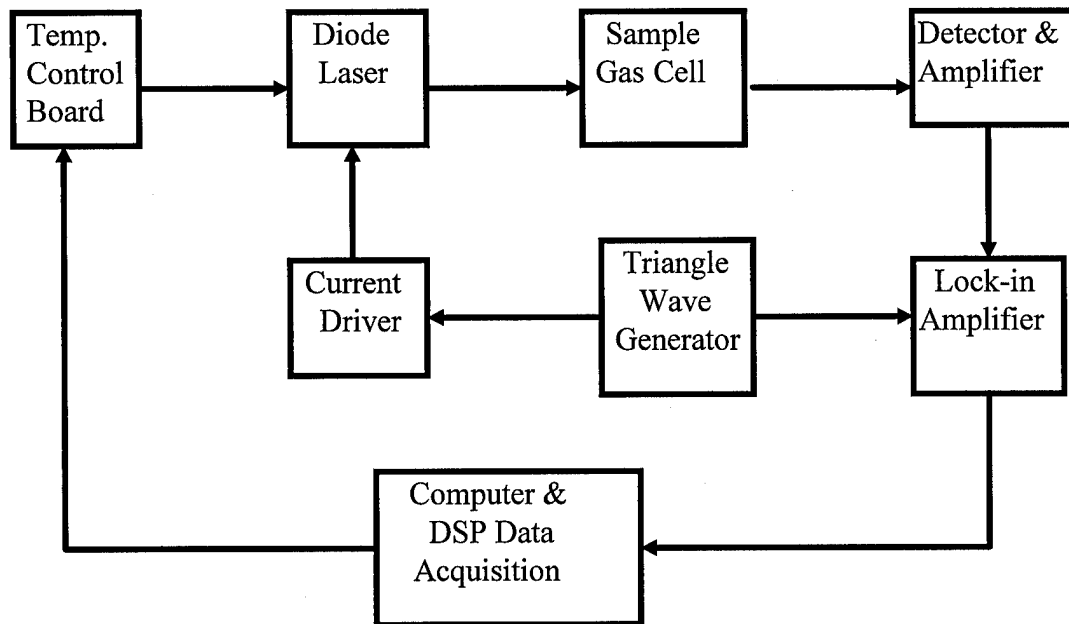 Temp.
Control
Board
Diode
Laser
Sample
Gas Cell
Detector &
Amplifier
Current
Driver
Triangle
Wave
Generator
Lock-in
Amplifier
Computer &
DSP Data
Acquisition